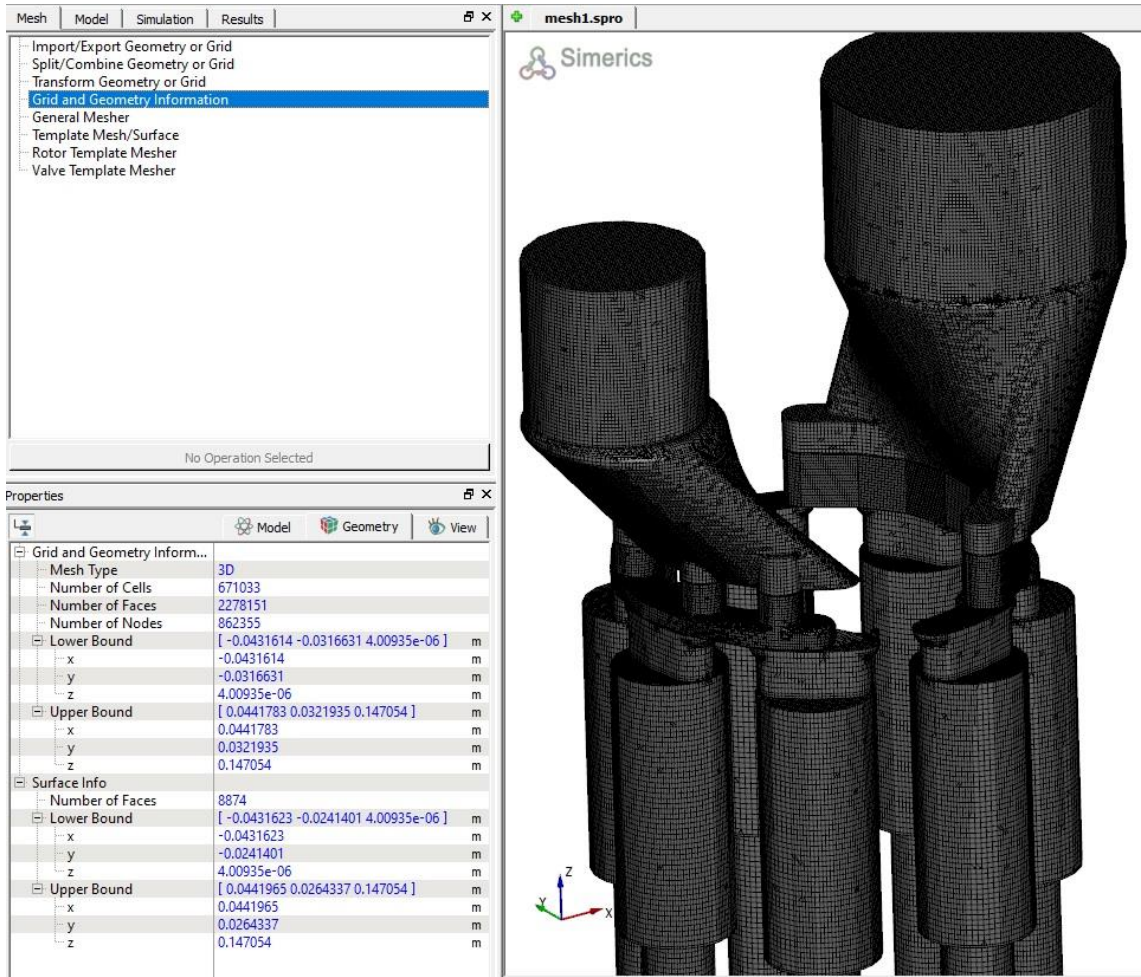 Mesh Model Simulation Results
mesh1.spro
Import/Export Geometry or Grid
Split/Combine Geometry or Grid
Transform Geometry or Grid
Grid and Geometry Information
General Mesher
Template Mesh/Surface
Rotor Template Mesher
Valve Template Mesher
No Operation Selected
Properties
Model Geometry View
Grid and Geometry Inform...
Mesh Type 3D
Number of Cells 671033
Number of Faces 2278151
Number of Nodes 862355
Lower Bound [ -0.0431614 -0.0316631 4.00935e-06 ] m
x -0.0431614 m
y -0.0316631 m
z 4.00935e-06 m
Upper Bound [ 0.0441783 0.0321935 0.147054 ] m
x 0.0441783 m
y 0.0321935 m
z 0.147054 m
Surface Info
Number of Faces 8874
Lower Bound [ -0.0431623 -0.0241401 4.00935e-06 ] m
x -0.0431623 m
y -0.0241401 m
z 4.00935e-06 m
Upper Bound [ 0.0441965 0.0264337 0.147054 ] m
x 0.0441965 m
y 0.0264337 m
z 0.147054 m
Simerics
Z
Y
X